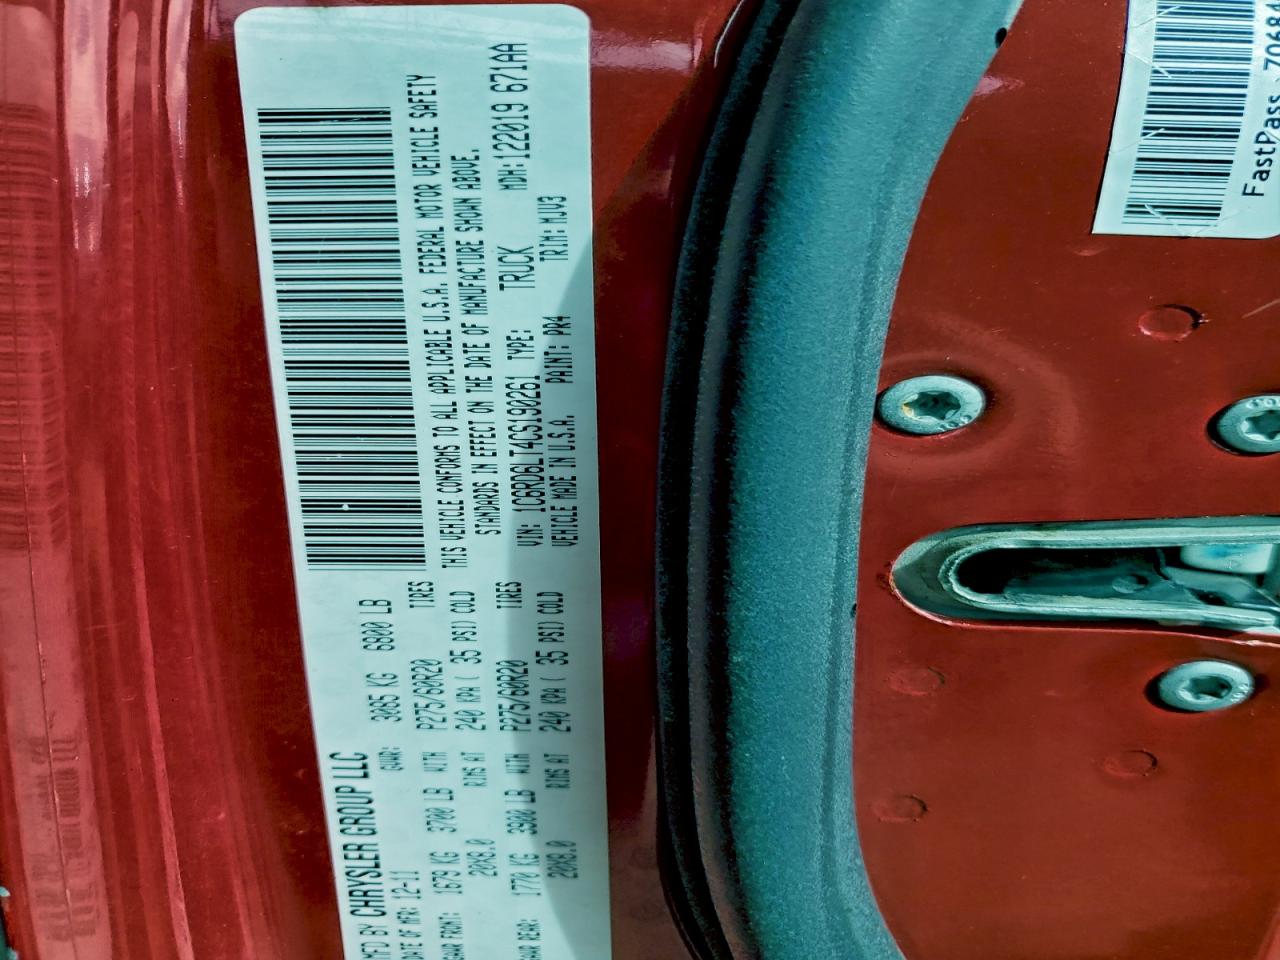 MFD BY CHRYSLER GROUP LLC
DATE OF MFR: 12-11 GVWR: 3085 KG 6800 LB
GAWR FRONT: 1679 KG 3700 LB WITH P275/60R20 TIRES
20X8.0 RIMS AT 240 KPA ( 35 PSI) COLD
GAWR REAR: 1770 KG 3900 LB WITH P275/60R20 TIRES
20X8.0 RIMS AT 240 KPA ( 35 PSI) COLD
THIS VEHICLE CONFORMS TO ALL APPLICABLE U.S.A. FEDERAL MOTOR VEHICLE SAFETY
STANDARDS IN EFFECT ON THE DATE OF MANUFACTURE SHOWN ABOVE.
VIN: 1C6RD6LT4CS190261 TYPE: TRUCK MDH:122019 671AA
VEHICLE MADE IN U.S.A. PAINT: PR4 TRIM: MJV3
FastPass 70684